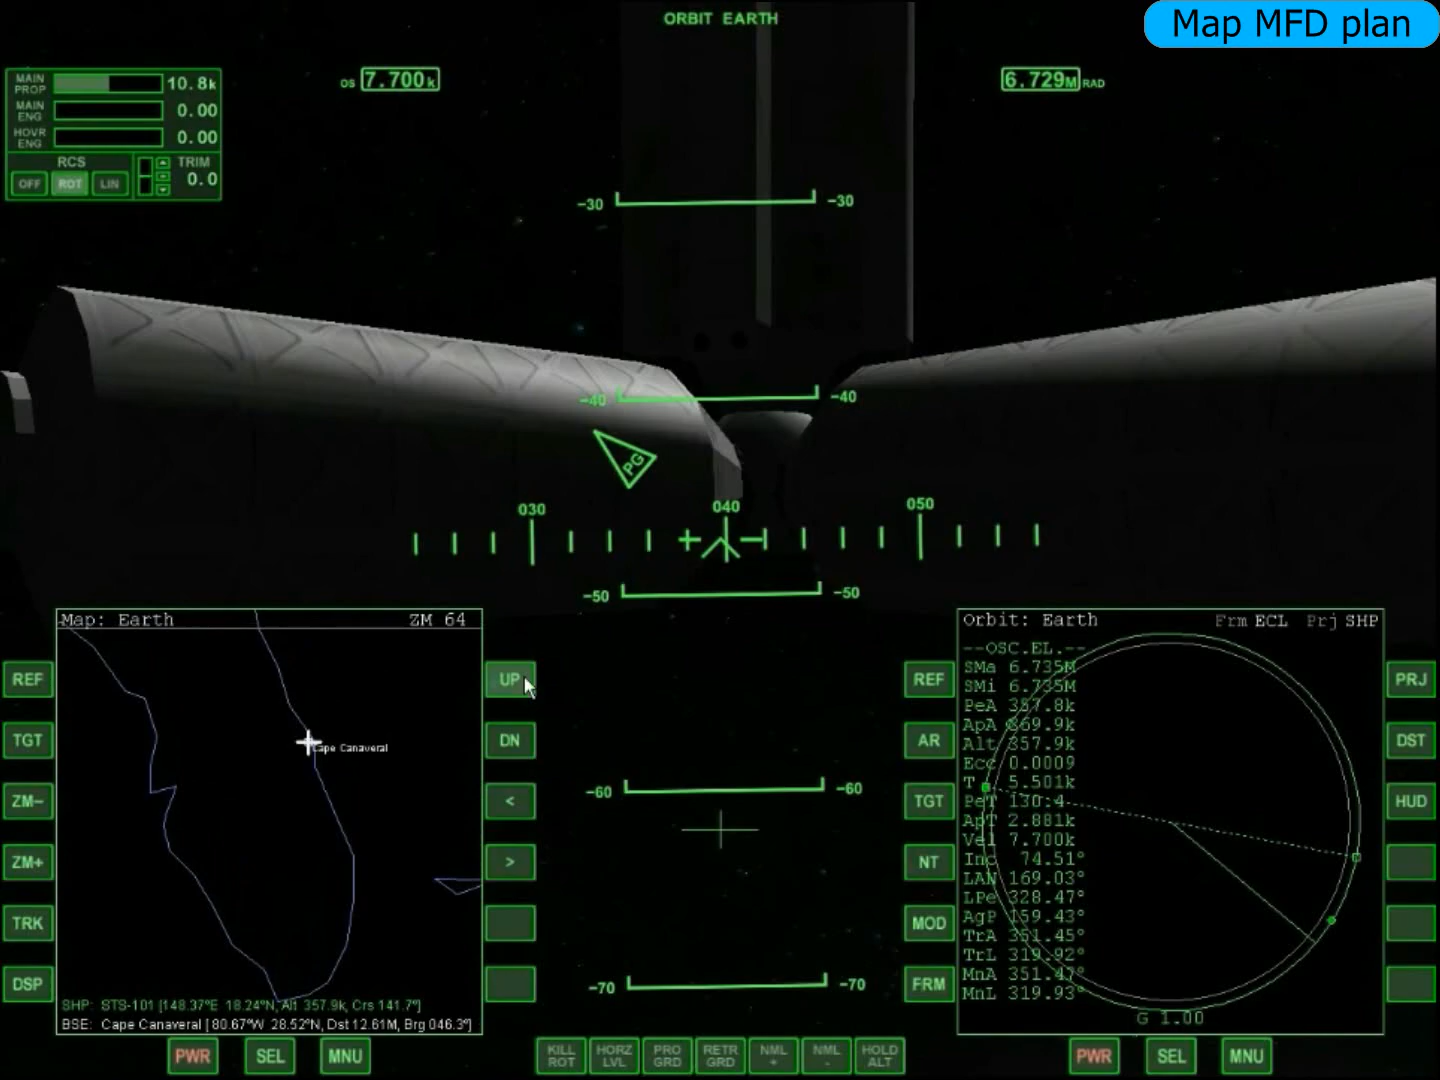 ORBIT EARTH
Map MFD plan
MAIN PROP 10.8k
MAIN ENG 0.00
HOVR ENG 0.00
RCS TRIM
OFF ROT LIN 0.0
OS 7.700k
6.729M RAD
-30 -30
-40 -40
PG
030 040 050
-50 -50
-60 -60
-70 -70
Map: Earth ZM 64
REF
TGT
ZM-
ZM+
TRK
DSP
UP
DN
<
>
Cape Canaveral
SHP: STS-101 [148.37°E 18.24°N, Alt 357.9k, Crs 141.7°]
BSE: Cape Canaveral [80.67°W 28.52°N, Dst 12.61M, Brg 046.3°]
PWR SEL MNU
KILL ROT
HORZ LVL
PRO GRD
RETR GRD
NML +
NML -
HOLD ALT
Orbit: Earth Frm ECL Prj SHP
--OSC.EL.--
SMa 6.735M
SMi 6.735M
PeA 357.8k
ApA 369.9k
Alt 357.9k
Ecc 0.0009
T 5.501k
PeT 130.4
ApT 2.881k
Vel 7.700k
Inc 74.51°
LAN 169.03°
LPe 328.47°
AgP 159.43°
TrA 351.45°
TrL 319.92°
MnA 351.47°
MnL 319.93°
G 1.00
REF
AR
TGT
NT
MOD
FRM
PRJ
DST
HUD
PWR SEL MNU